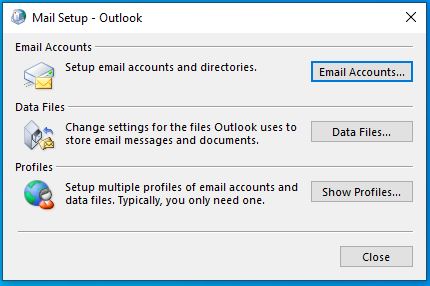 Mail Setup - Outlook
Email Accounts
Setup email accounts and directories.
Email Accounts...
Data Files
Change settings for the files Outlook uses to
store email messages and documents.
Data Files...
Profiles
Setup multiple profiles of email accounts and
data files. Typically, you only need one.
Show Profiles...
Close